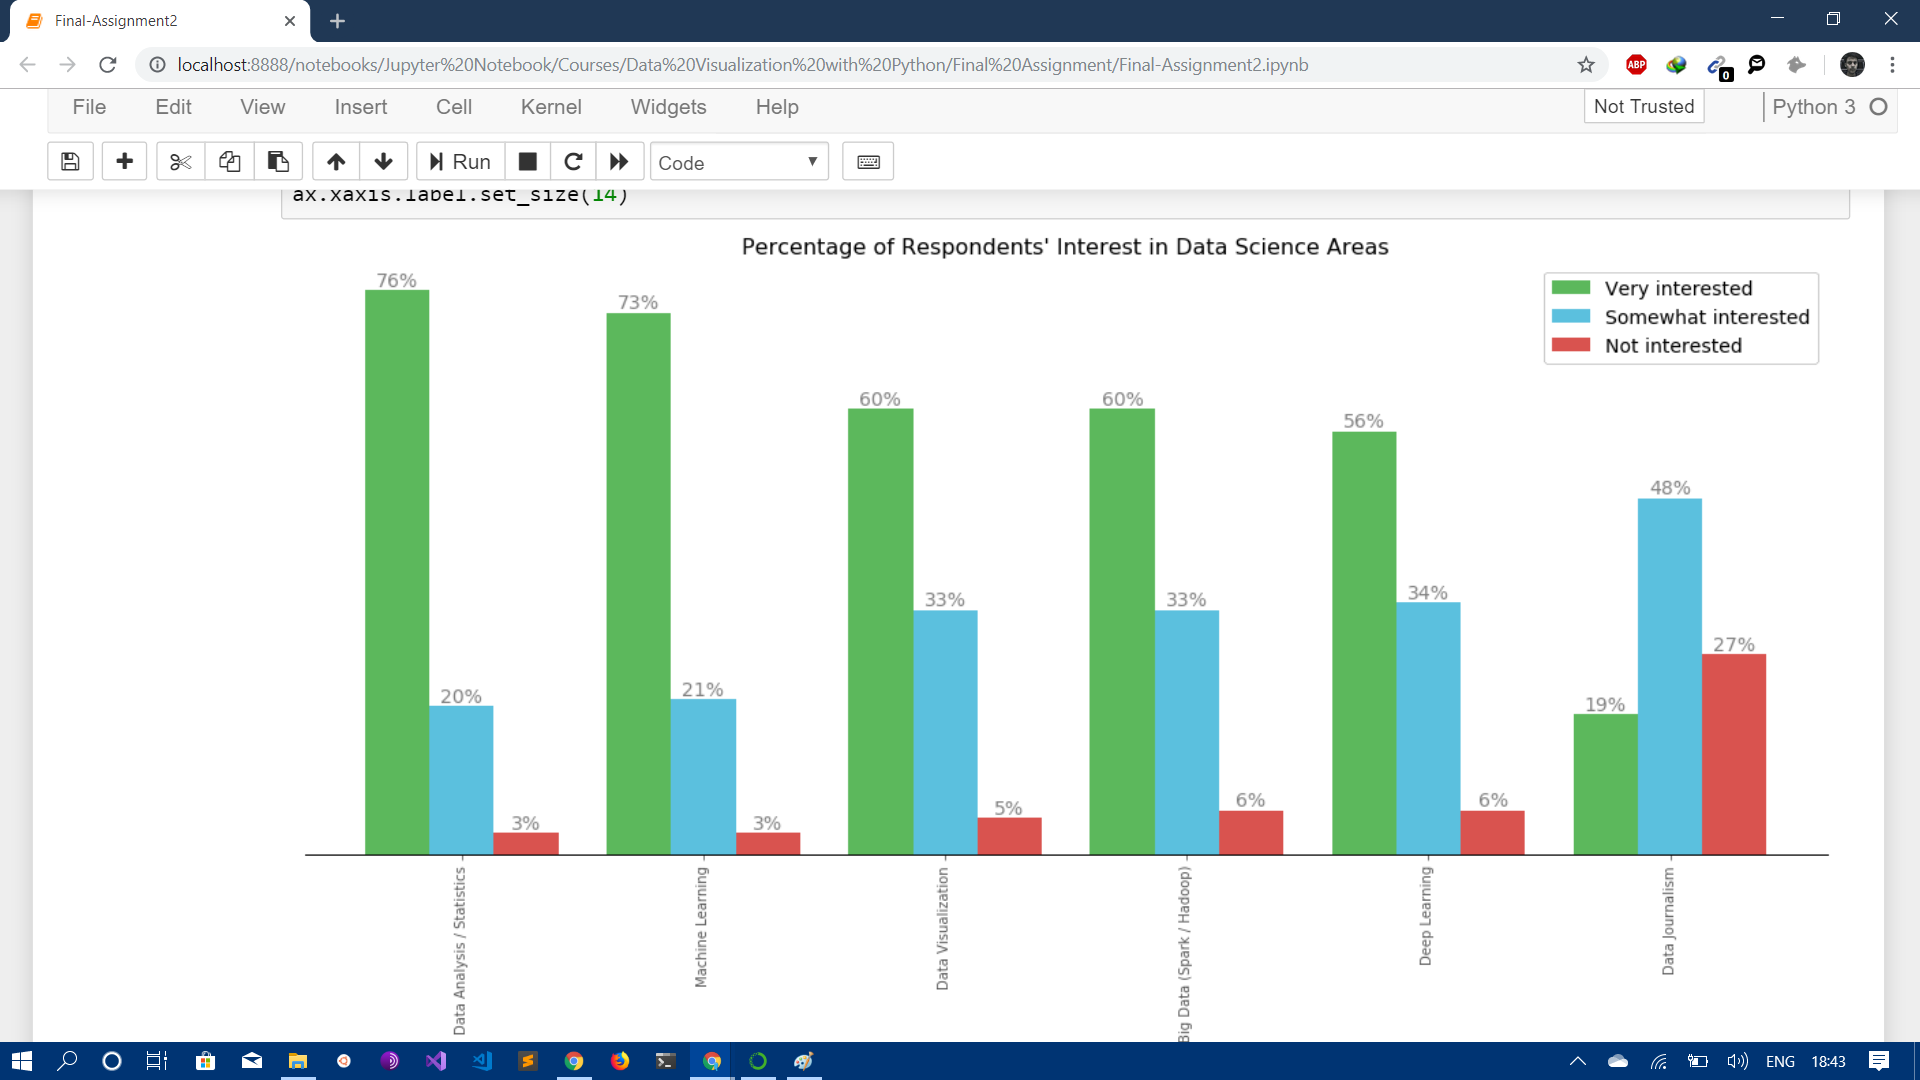 Final-Assignment2
localhost:8888/notebooks/Jupyter%20Notebook/Courses/Data%20Visualization%20with%20Python/Final%20Assignment/Final-Assignment2.ipynb
ABP
0
File Edit View Insert Cell Kernel Widgets Help
Not Trusted
Python 3
Run
Code
ax.xaxis.label.set_size(14)
Percentage of Respondents' Interest in Data Science Areas
Very interested
Somewhat interested
Not interested
76%
20%
3%
73%
21%
3%
60%
33%
5%
60%
33%
6%
56%
34%
6%
19%
48%
27%
Data Analysis / Statistics
Machine Learning
Data Visualization
Big Data (Spark / Hadoop)
Deep Learning
Data Journalism
ENG
18:43